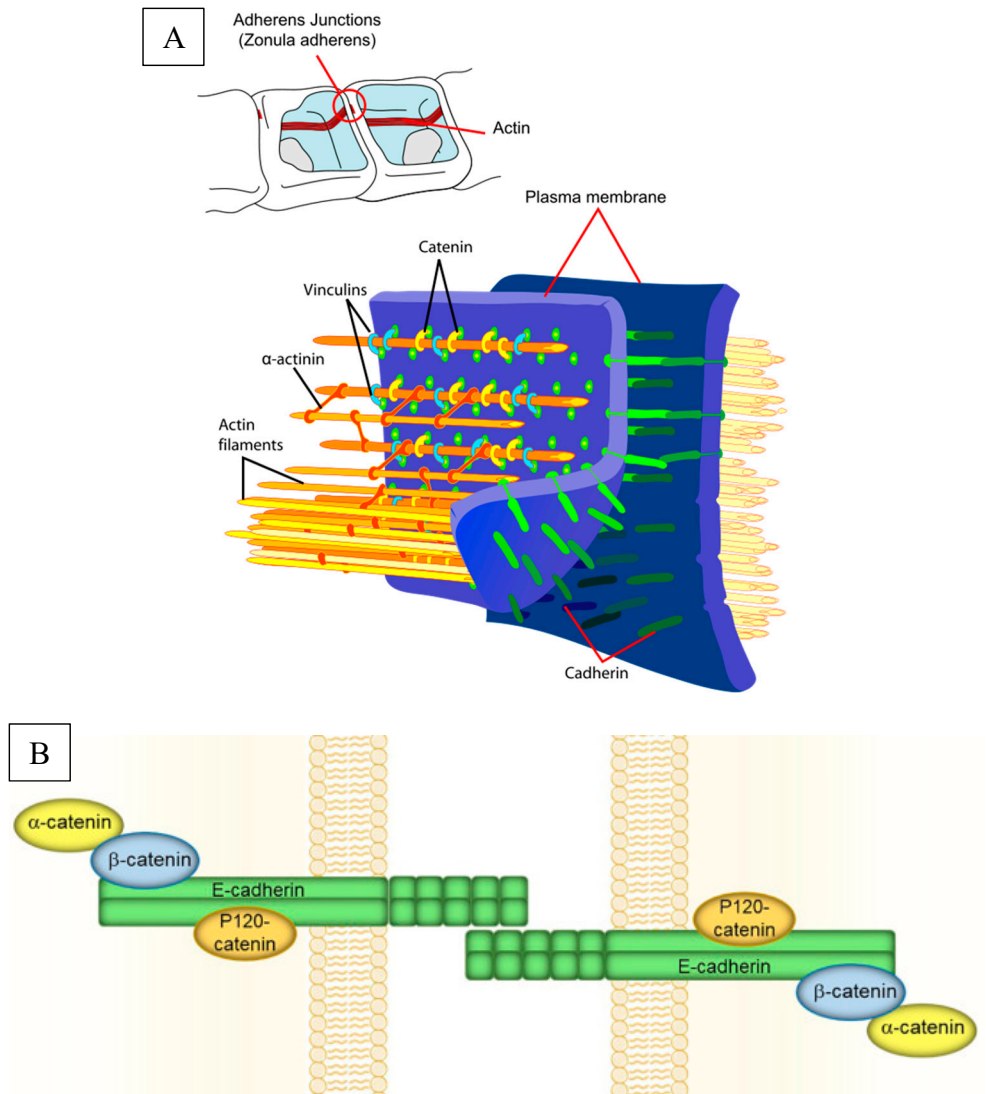 A
Adherens Junctions
(Zonula adherens)
Actin
Plasma membrane
Catenin
Vinculins
α-actinin
Actin
filaments
Cadherin
B
α-catenin
β-catenin
E-cadherin
P120-
catenin
P120-
catenin
E-cadherin
β-catenin
α-catenin